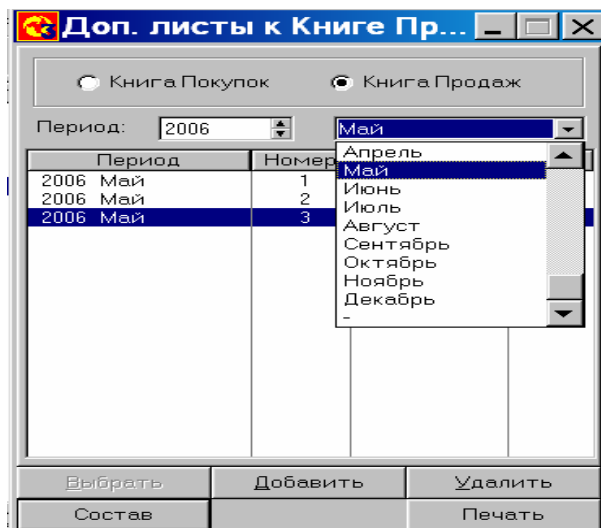 Доп. листы к Книге Пр...
Книга Покупок Книга Продаж
Период: 2006 Май
Период Номер
2006 Май 1
2006 Май 2
2006 Май 3
Апрель
Май
Июнь
Июль
Август
Сентябрь
Октябрь
Ноябрь
Декабрь
-
Выбрать Добавить Удалить
Состав Печать